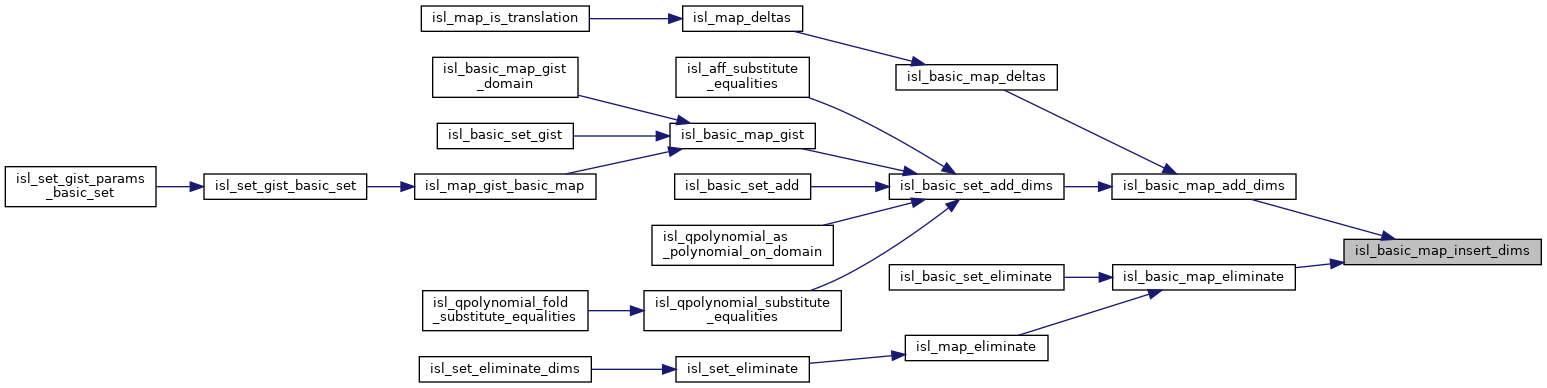 isl_map_is_translation
isl_map_deltas
isl_basic_map_deltas
isl_basic_map_gist
_domain
isl_aff_substitute
_equalities
isl_basic_set_gist
isl_basic_map_gist
isl_set_gist_params
_basic_set
isl_set_gist_basic_set
isl_map_gist_basic_map
isl_basic_set_add
isl_basic_set_add_dims
isl_basic_map_add_dims
isl_qpolynomial_as
_polynomial_on_domain
isl_basic_map_insert_dims
isl_basic_set_eliminate
isl_basic_map_eliminate
isl_qpolynomial_fold
_substitute_equalities
isl_qpolynomial_substitute
_equalities
isl_map_eliminate
isl_set_eliminate_dims
isl_set_eliminate